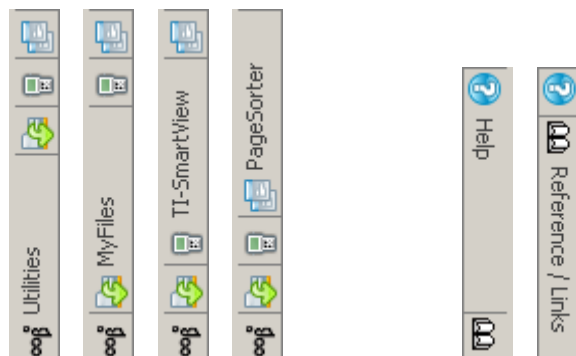 Utilities
MyFiles
TI-SmartView
PageSorter
Help
Reference / Links